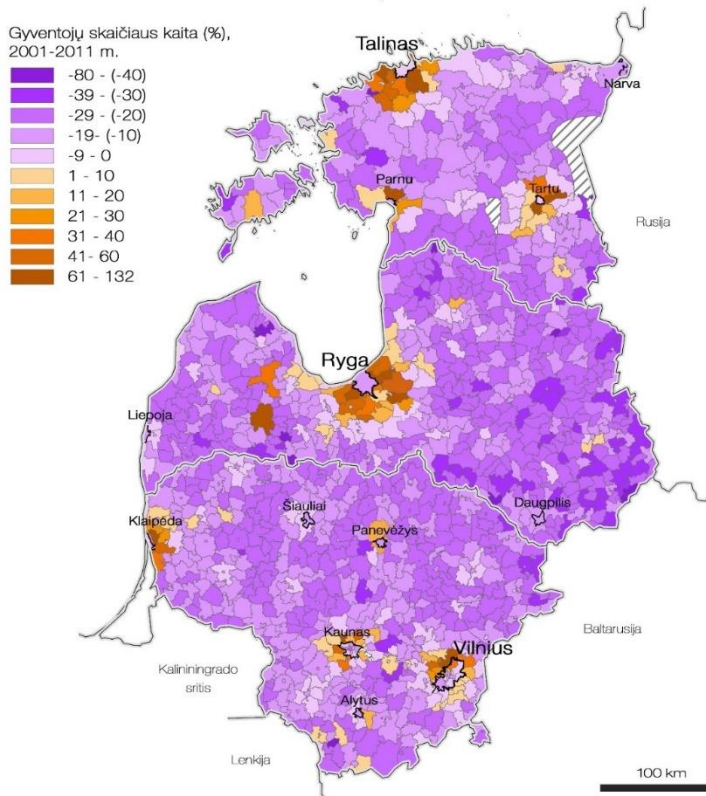 Gyventojų skaičiaus kaita (%),
2001-2011 m.
-80 - (-40)
-39 - (-30)
-29 - (-20)
-19- (-10)
-9 - 0
1 - 10
11 - 20
21 - 30
31 - 40
41 - 60
61 - 132
Talinas
Narva
Parnu
Tartu
Rusija
Ryga
Liepoja
Daugpilis
Šiauliai
Klaipėda
Panevėžys
Baltarusija
Kaunas
Vilnius
Kaliningrado
sritis
Alytus
Lenkija
100 km